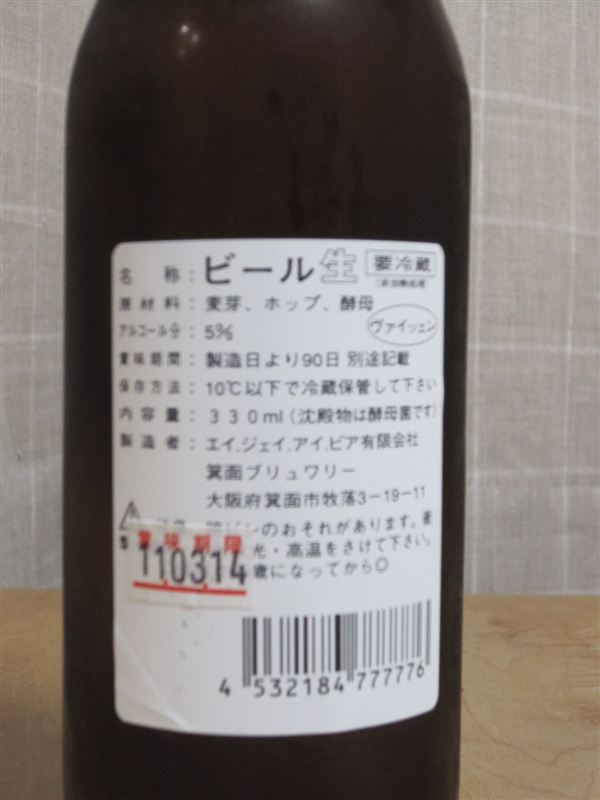 名 称：ビール 生 要冷蔵
原材料：麦芽、ホップ、酵母
アルコール分：5％ ヴァイツェン
賞味期間：製造日より90日 別途記載
保存方法：10℃以下で冷蔵保管して下さい
内容量：３３０ml（沈殿物は酵母菌です）
製造者：エイ.ジェイ.アイ.ビア有限会社
箕面ブリュワリー
大阪府箕面市牧落3－19－11
のおそれがあります。
光・高温をさけて下さい。
歳になってから◎
賞味期限
110314
4 532184 777776